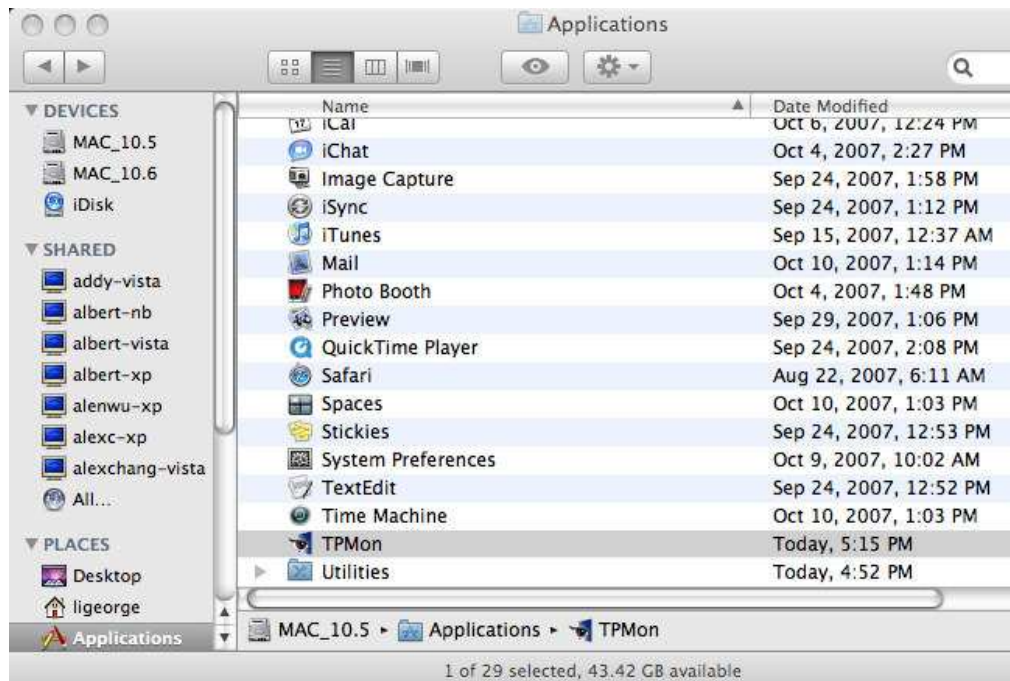 Applications
Name Date Modified
iCal Oct 6, 2007, 12:24 PM
iChat Oct 4, 2007, 2:27 PM
Image Capture Sep 24, 2007, 1:58 PM
iSync Sep 24, 2007, 1:12 PM
iTunes Sep 15, 2007, 12:37 AM
Mail Oct 10, 2007, 1:14 PM
Photo Booth Oct 4, 2007, 1:48 PM
Preview Sep 29, 2007, 1:06 PM
QuickTime Player Sep 24, 2007, 2:08 PM
Safari Aug 22, 2007, 6:11 AM
Spaces Oct 10, 2007, 1:03 PM
Stickies Sep 24, 2007, 12:53 PM
System Preferences Oct 9, 2007, 10:02 AM
TextEdit Sep 24, 2007, 12:52 PM
Time Machine Oct 10, 2007, 1:03 PM
TPMon Today, 5:15 PM
Utilities Today, 4:52 PM
DEVICES
MAC_10.5
MAC_10.6
iDisk
SHARED
addy-vista
albert-nb
albert-vista
albert-xp
alenwu-xp
alexc-xp
alexchang-vista
All...
PLACES
Desktop
ligeorge
Applications
MAC_10.5 ▸ Applications ▸ TPMon
1 of 29 selected, 43.42 GB available